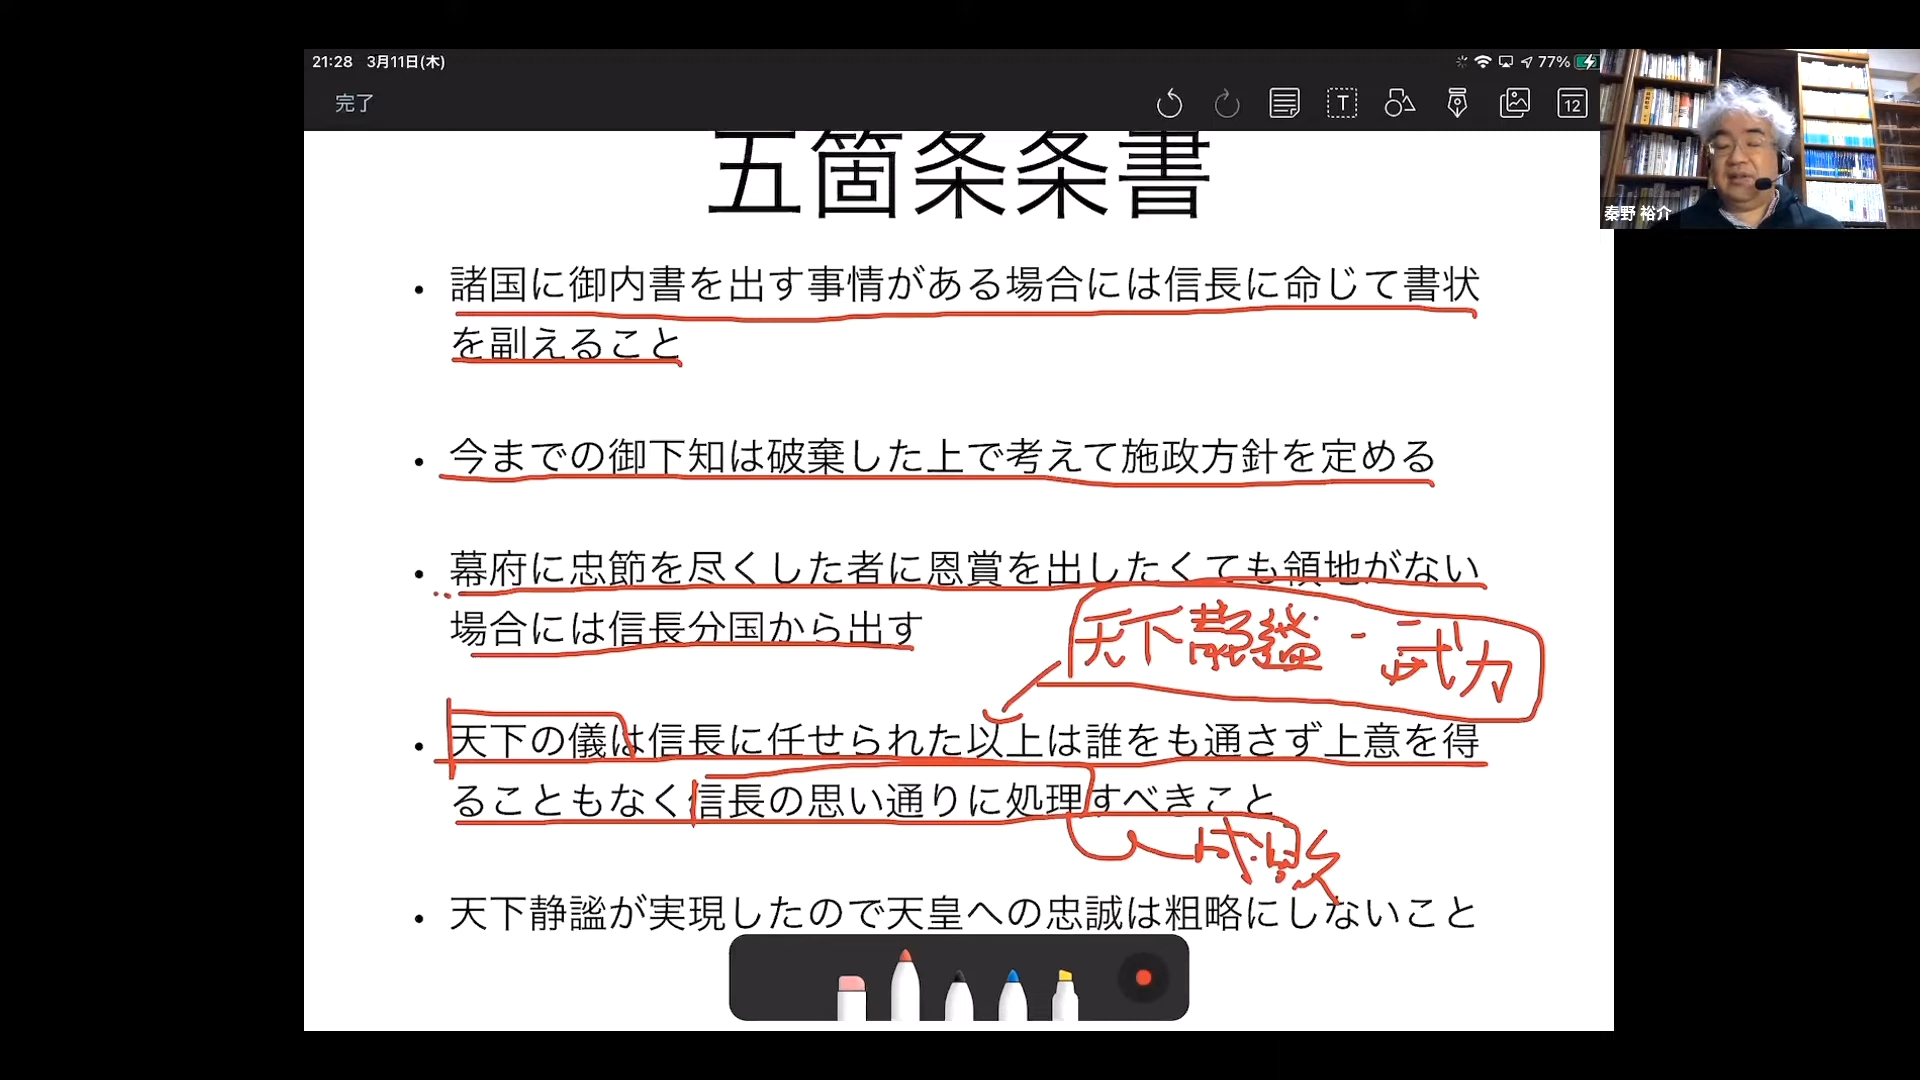 21:28 3月11日(木)
77%
完了
T
12
秦野 裕介
五箇条条書
• 諸国に御内書を出す事情がある場合には信長に命じて書状
を副えること
• 今までの御下知は破棄した上で考えて施政方針を定める
• 幕府に忠節を尽くした者に恩賞を出したくても領地がない
場合には信長分国から出す
天下静謐 - 武力
• 天下の儀は信長に任せられた以上は誰をも通さず上意を得
ることもなく信長の思い通りに処理すべきこと
成敗
• 天下静謐が実現したので天皇への忠誠は粗略にしないこと